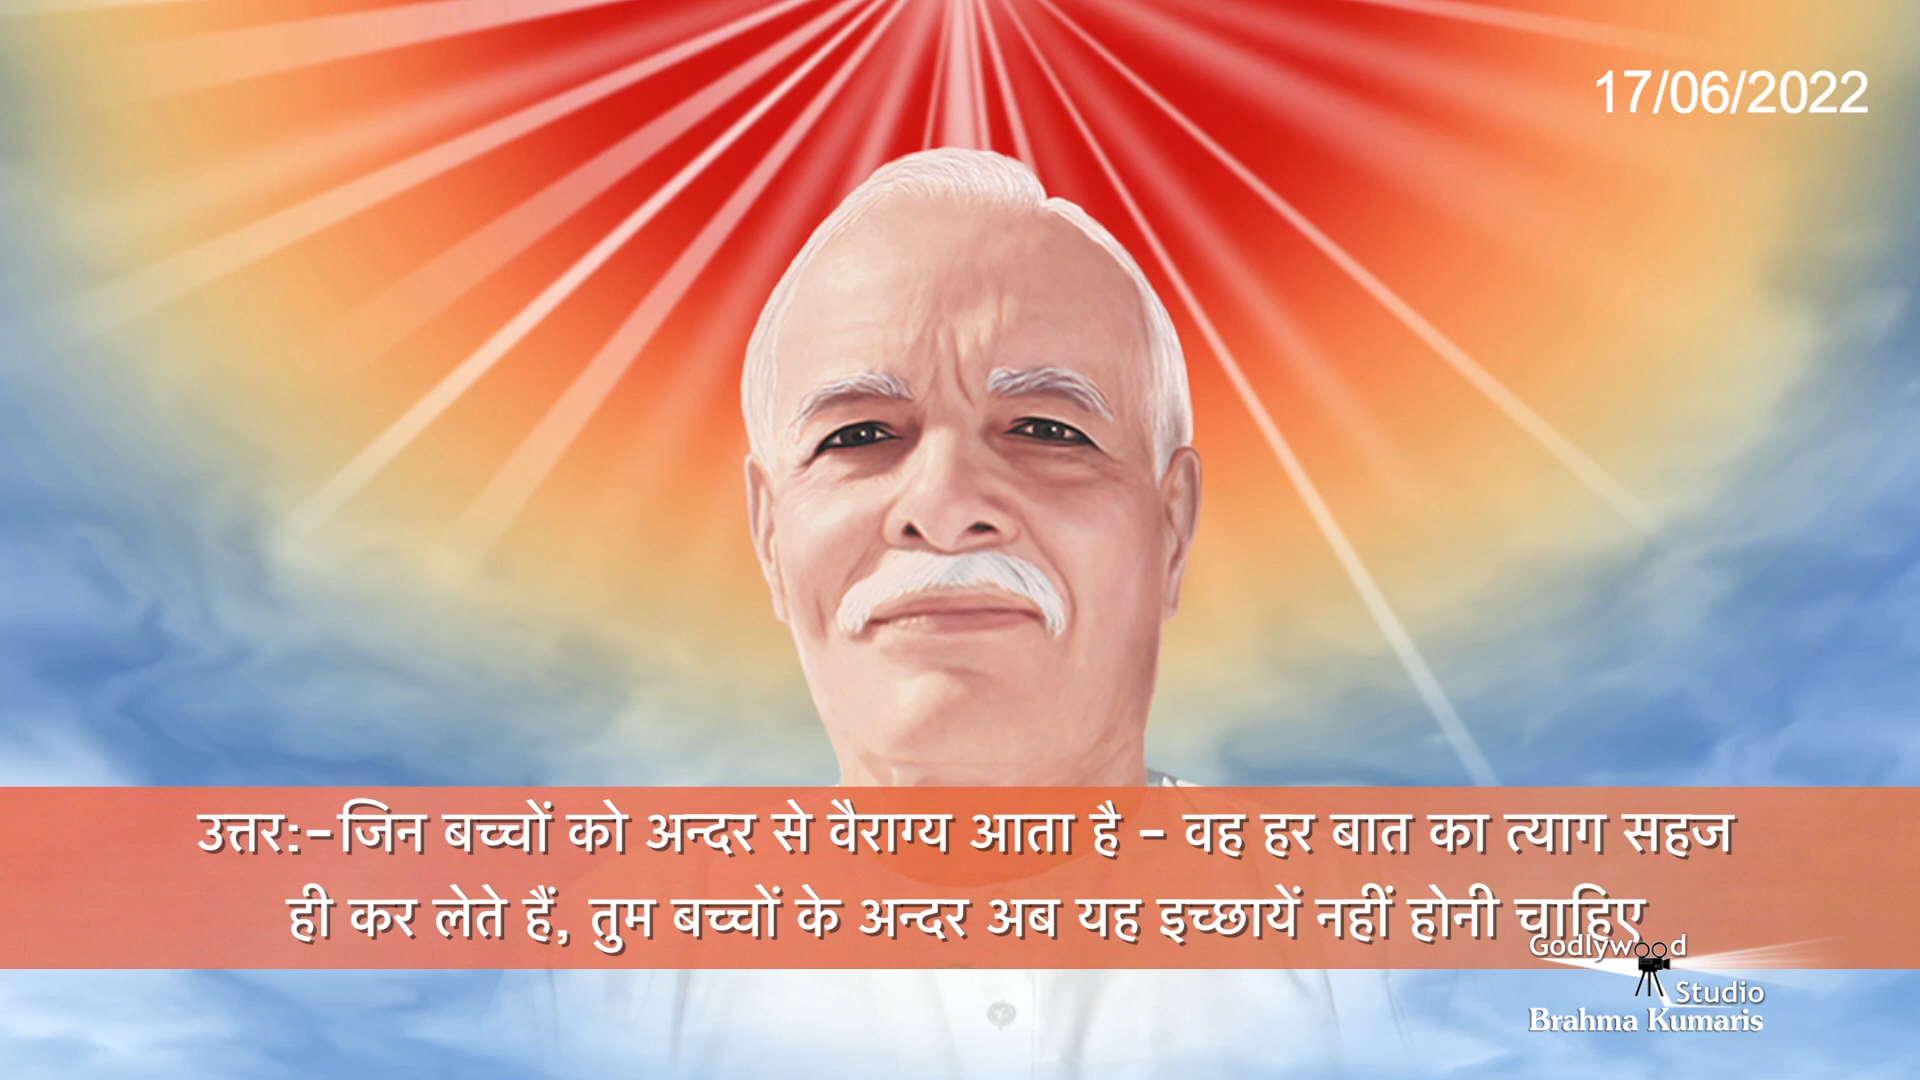 17/06/2022
उत्तर:-जिन बच्चों को अन्दर से वैराग्य आता है - वह हर बात का त्याग सहज
ही कर लेते हैं, तुम बच्चों के अन्दर अब यह इच्छायें नहीं होनी चाहिए
Godlywood
Studio
Brahma Kumaris